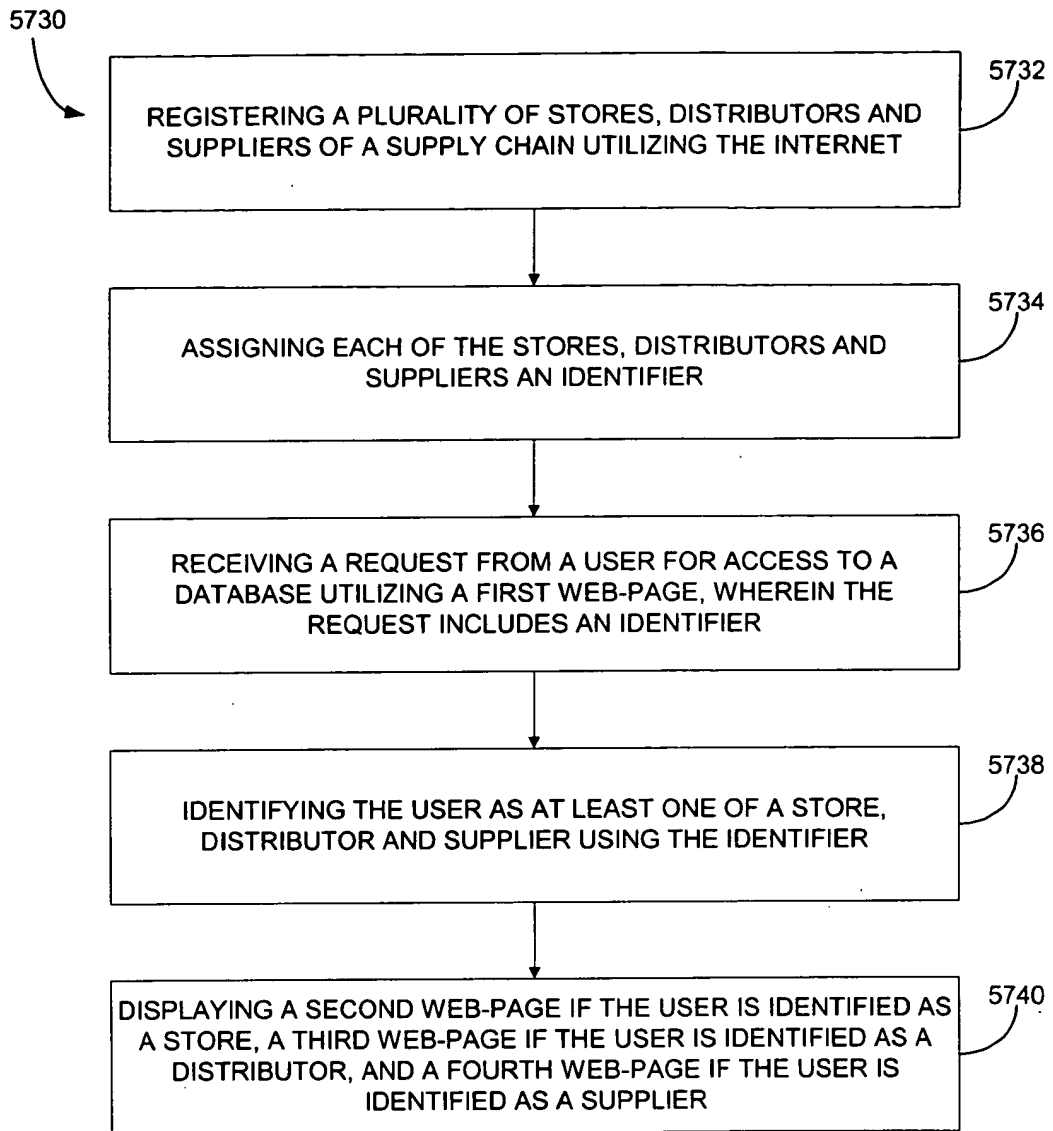 5730
5732
REGISTERING A PLURALITY OF STORES, DISTRIBUTORS AND
SUPPLIERS OF A SUPPLY CHAIN UTILIZING THE INTERNET
5734
ASSIGNING EACH OF THE STORES, DISTRIBUTORS AND
SUPPLIERS AN IDENTIFIER
5736
RECEIVING A REQUEST FROM A USER FOR ACCESS TO A
DATABASE UTILIZING A FIRST WEB-PAGE, WHEREIN THE
REQUEST INCLUDES AN IDENTIFIER
5738
IDENTIFYING THE USER AS AT LEAST ONE OF A STORE,
DISTRIBUTOR AND SUPPLIER USING THE IDENTIFIER
5740
DISPLAYING A SECOND WEB-PAGE IF THE USER IS IDENTIFIED AS
A STORE, A THIRD WEB-PAGE IF THE USER IS IDENTIFIED AS A
DISTRIBUTOR, AND A FOURTH WEB-PAGE IF THE USER IS
IDENTIFIED AS A SUPPLIER